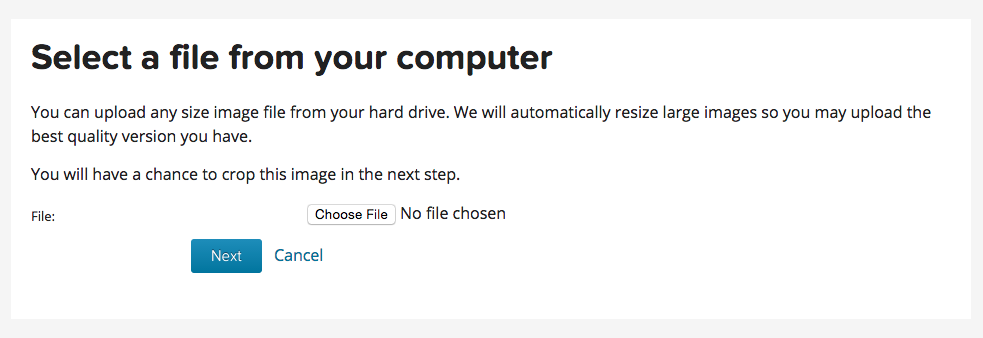 Select a file from your computer
You can upload any size image file from your hard drive. We will automatically resize large images so you may upload the
best quality version you have.
You will have a chance to crop this image in the next step.
File: Choose File No file chosen
Next Cancel